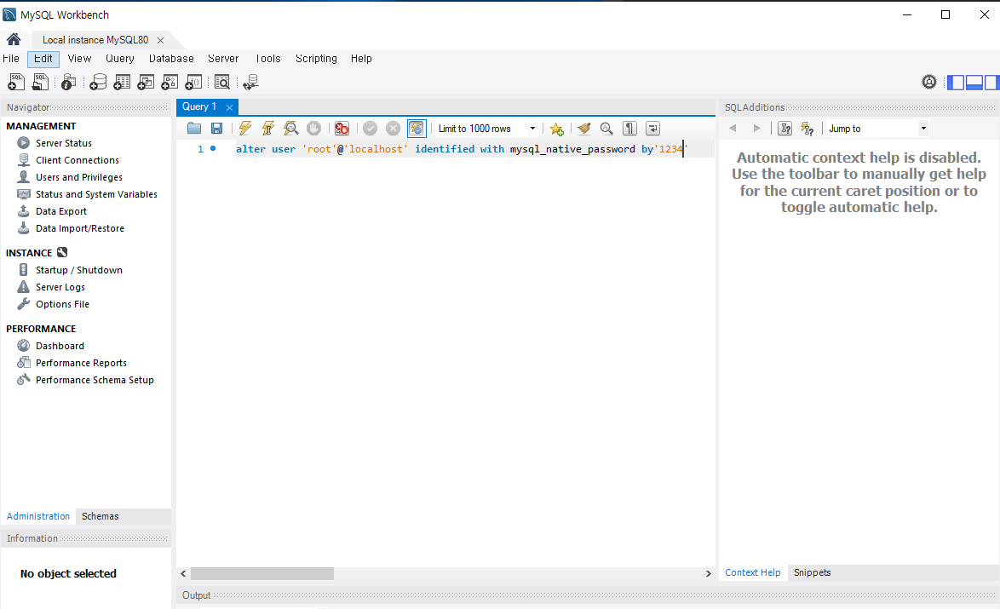 MySQL Workbench
Local instance MySQL80
File Edit View Query Database Server Tools Scripting Help
Navigator
MANAGEMENT
Server Status
Client Connections
Users and Privileges
Status and System Variables
Data Export
Data Import/Restore
INSTANCE
Startup / Shutdown
Server Logs
Options File
PERFORMANCE
Dashboard
Performance Reports
Performance Schema Setup
Administration Schemas
Information
No object selected
Query 1
Limit to 1000 rows
1 alter user 'root'@'localhost' identified with mysql_native_password by'1234'
Output
SQLAdditions
Jump to
Automatic context help is disabled.
Use the toolbar to manually get help
for the current caret position or to
toggle automatic help.
Context Help Snippets